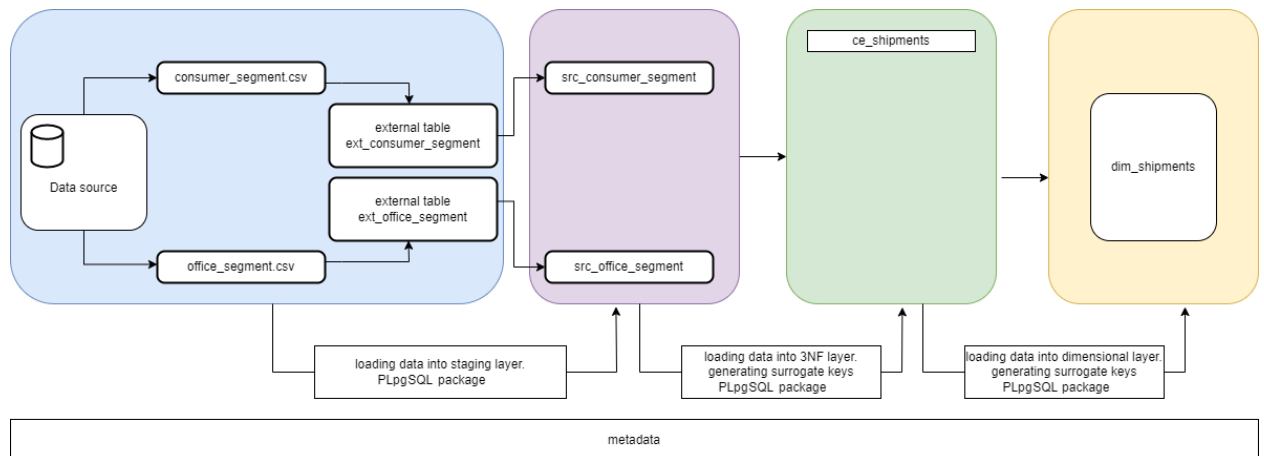 Data source
consumer_segment.csv
external table
ext_consumer_segment
external table
ext_office_segment
office_segment.csv
src_consumer_segment
src_office_segment
ce_shipments
dim_shipments
loading data into staging layer.
PLpgSQL package
loading data into 3NF layer.
generating surrogate keys
PLpgSQL package
loading data into dimensional layer.
generating surrogate keys
PLpgSQL package
metadata